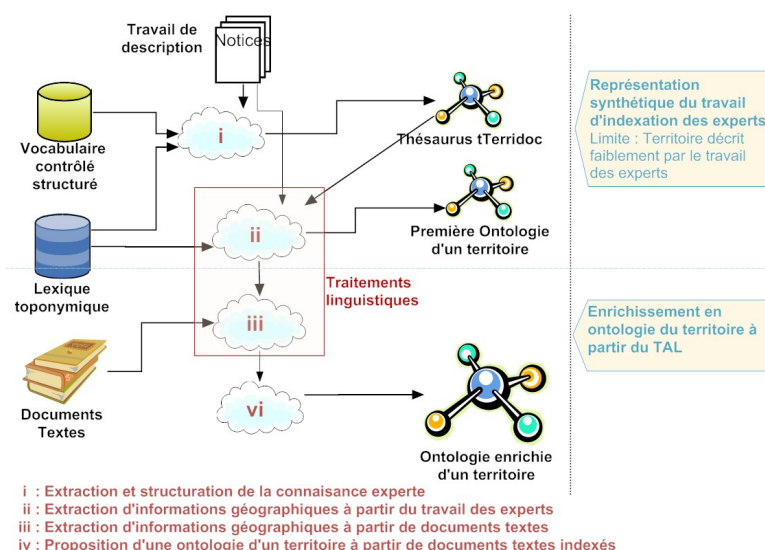 Travail de
description
Notices
Représentation
synthétique du travail
d'indexation des experts
Limite : Territoire décrit
faiblement par le travail
des experts
i
Thésaurus tTerridoc
Vocabulaire
contrôlé
structuré
ii
Première Ontologie
d'un territoire
Lexique
toponymique
Traitements
linguistiques
iii
Enrichissement en
ontologie du territoire à
partir du TAL
Documents
Textes
vi
Ontologie enrichie
d'un territoire
i : Extraction et structuration de la connaisance experte
ii : Extraction d'informations géographiques à partir du travail des experts
iii : Extraction d'informations géographiques à partir de documents textes
iv : Proposition d'une ontologie d'un territoire à partir de documents textes indexés